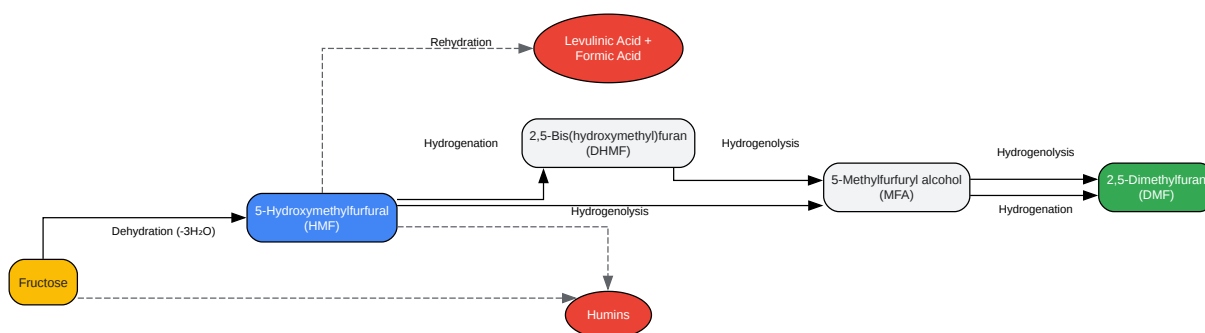 Rehydration
Levulinic Acid +
Formic Acid
2,5-Bis(hydroxymethyl)furan
(DHMF)
Hydrogenation
Hydrogenolysis
Hydrogenolysis
5-Methylfurfuryl alcohol
(MFA)
2,5-Dimethylfuran
(DMF)
5-Hydroxymethylfurfural
(HMF)
Hydrogenolysis
Hydrogenation
Dehydration (-3H₂O)
Fructose
Humins